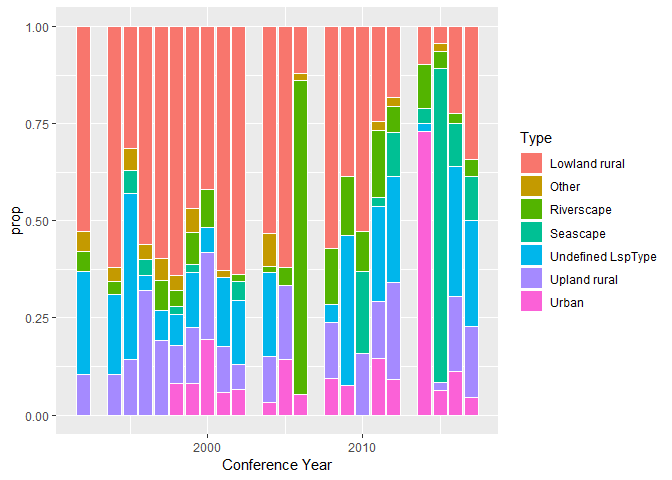 1.00
0.75
0.50
0.25
0.00
prop
2000
2010
Conference Year
Type
Lowland rural
Other
Riverscape
Seascape
Undefined LspType
Upland rural
Urban